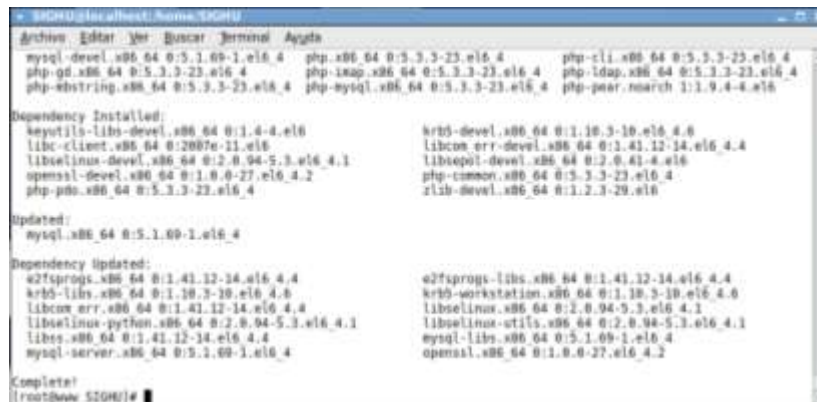 SIGHU@localhost:/home/SIGHU
Archivo Editar Ver Buscar Terminal Ayuda
mysql-devel.x86_64 0:5.1.69-1.el6_4 php.x86_64 0:5.3.3-23.el6_4 php-cli.x86_64 0:5.3.3-23.el6_4
php-gd.x86_64 0:5.3.3-23.el6_4 php-imap.x86_64 0:5.3.3-23.el6_4 php-ldap.x86_64 0:5.3.3-23.el6_4
php-mbstring.x86_64 0:5.3.3-23.el6_4 php-mysql.x86_64 0:5.3.3-23.el6_4 php-pear.noarch 1:1.9.4-4.el6
Dependency Installed:
keyutils-libs-devel.x86_64 0:1.4-4.el6 krb5-devel.x86_64 0:1.10.3-10.el6_4.6
libc-client.x86_64 0:2007e-11.el6 libcom_err-devel.x86_64 0:1.41.12-14.el6_4.4
libselinux-devel.x86_64 0:2.0.94-5.3.el6_4.1 libsepol-devel.x86_64 0:2.0.41-4.el6
openssl-devel.x86_64 0:1.0.0-27.el6_4.2 php-common.x86_64 0:5.3.3-23.el6_4
php-pdo.x86_64 0:5.3.3-23.el6_4 zlib-devel.x86_64 0:1.2.3-29.el6
Updated:
mysql.x86_64 0:5.1.69-1.el6_4
Dependency Updated:
e2fsprogs.x86_64 0:1.41.12-14.el6_4.4 e2fsprogs-libs.x86_64 0:1.41.12-14.el6_4.4
krb5-libs.x86_64 0:1.10.3-10.el6_4.6 krb5-workstation.x86_64 0:1.10.3-10.el6_4.6
libcom_err.x86_64 0:1.41.12-14.el6_4.4 libselinux.x86_64 0:2.0.94-5.3.el6_4.1
libselinux-python.x86_64 0:2.0.94-5.3.el6_4.1 libselinux-utils.x86_64 0:2.0.94-5.3.el6_4.1
libss.x86_64 0:1.41.12-14.el6_4.4 mysql-libs.x86_64 0:5.1.69-1.el6_4
mysql-server.x86_64 0:5.1.69-1.el6_4 openssl.x86_64 0:1.0.0-27.el6_4.2
Complete!
[root@www SIGHU]#